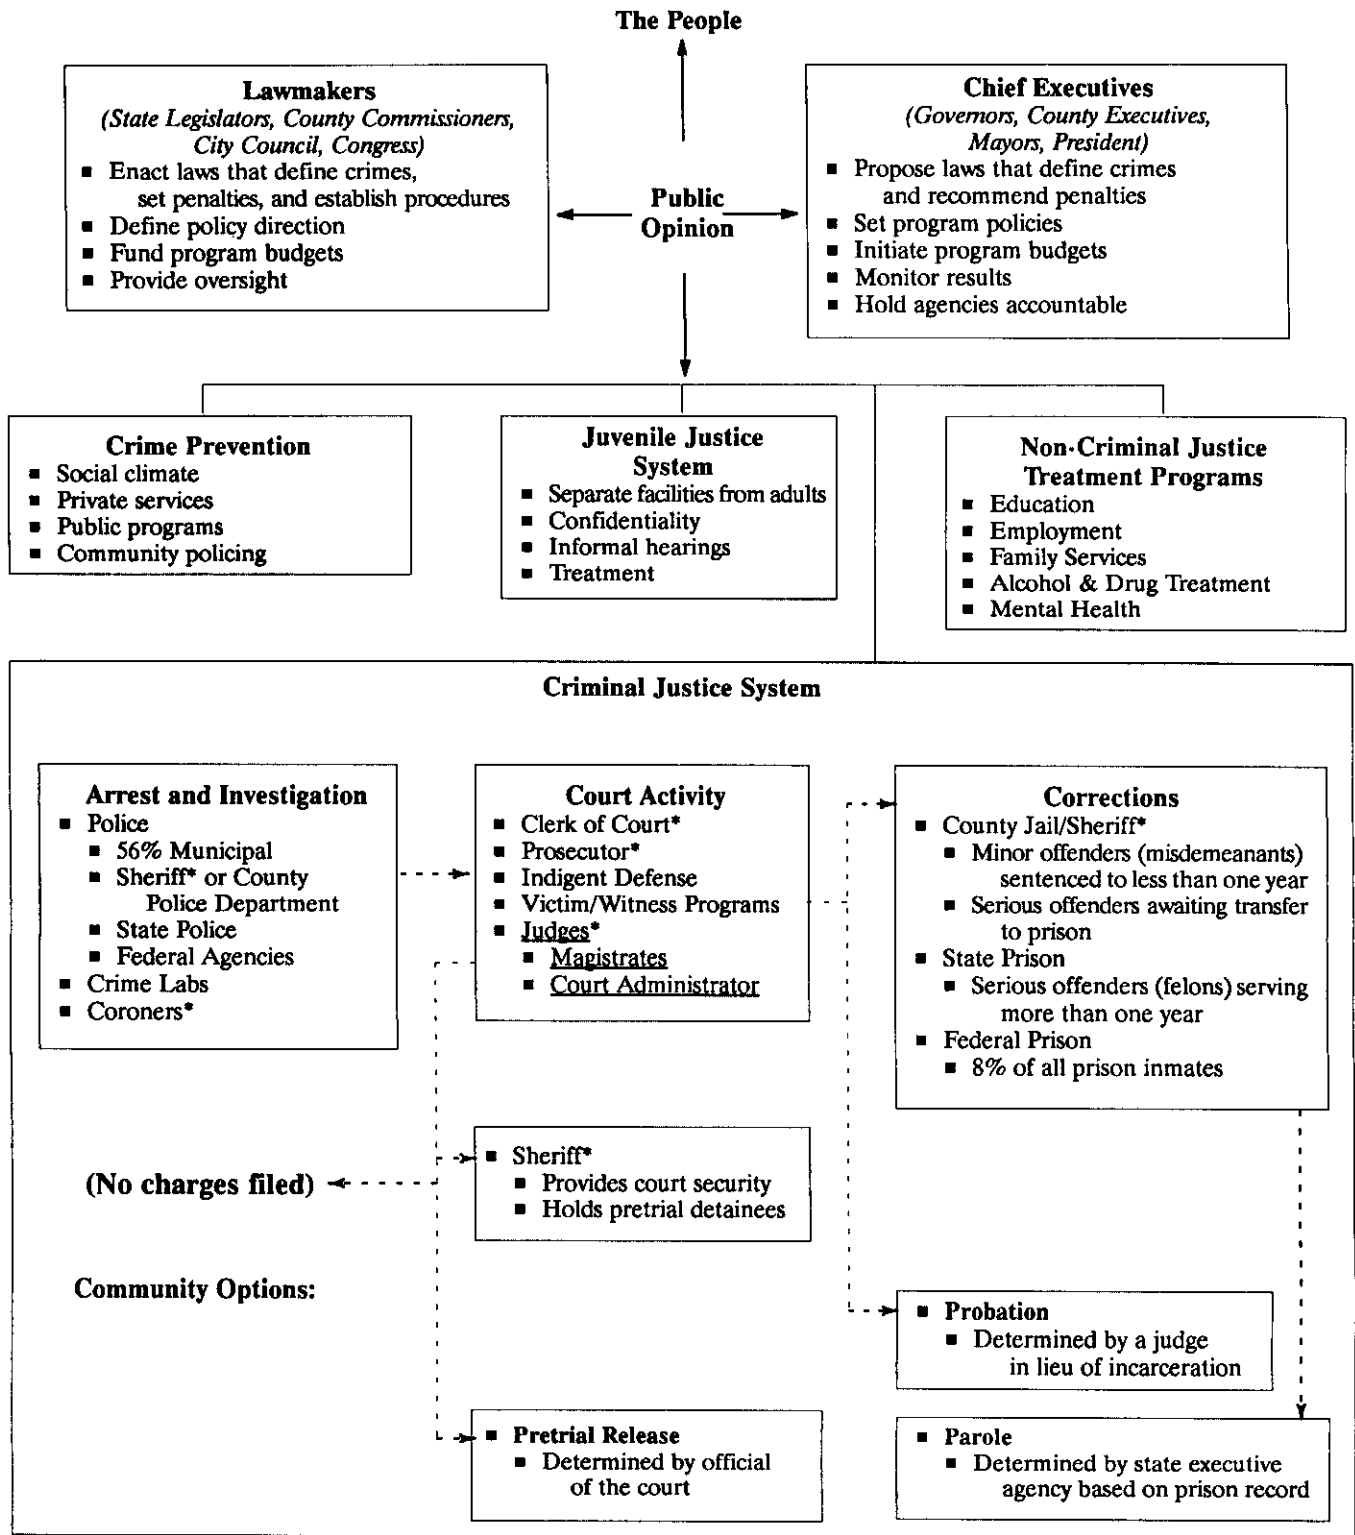 The People
Lawmakers
(State Legislators, County Commissioners,
City Council, Congress)
■ Enact laws that define crimes,
set penalties, and establish procedures
■ Define policy direction
■ Fund program budgets
■ Provide oversight
Public
Opinion
Chief Executives
(Governors, County Executives,
Mayors, President)
■ Propose laws that define crimes
and recommend penalties
■ Set program policies
■ Initiate program budgets
■ Monitor results
■ Hold agencies accountable
Crime Prevention
■ Social climate
■ Private services
■ Public programs
■ Community policing
Juvenile Justice
System
■ Separate facilities from adults
■ Confidentiality
■ Informal hearings
■ Treatment
Non-Criminal Justice
Treatment Programs
■ Education
■ Employment
■ Family Services
■ Alcohol & Drug Treatment
■ Mental Health
Criminal Justice System
Arrest and Investigation
■ Police
■ 56% Municipal
■ Sheriff* or County
Police Department
■ State Police
■ Federal Agencies
■ Crime Labs
■ Coroners*
Court Activity
■ Clerk of Court*
■ Prosecutor*
■ Indigent Defense
■ Victim/Witness Programs
■ Judges*
■ Magistrates
■ Court Administrator
Corrections
■ County Jail/Sheriff*
■ Minor offenders (misdemeanants)
sentenced to less than one year
■ Serious offenders awaiting transfer
to prison
■ State Prison
■ Serious offenders (felons) serving
more than one year
■ Federal Prison
■ 8% of all prison inmates
(No charges filed)
■ Sheriff*
■ Provides court security
■ Holds pretrial detainees
Community Options:
■ Probation
■ Determined by a judge
in lieu of incarceration
■ Pretrial Release
■ Determined by official
of the court
■ Parole
■ Determined by state executive
agency based on prison record